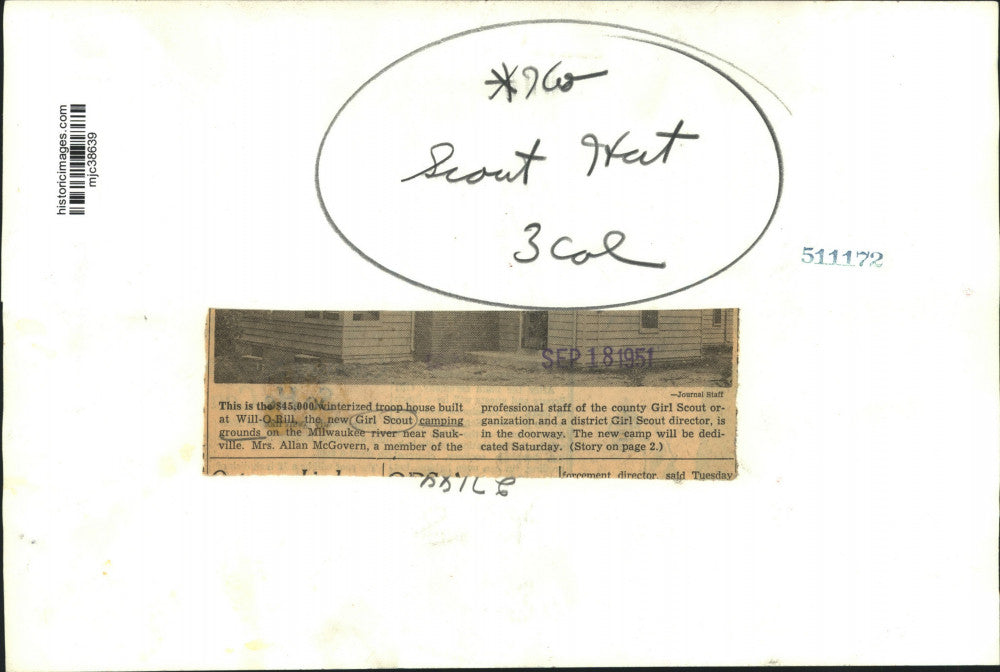 historicimages.com
mjc38639
Scout Hut
3 Col
511172
SEP 18 1951
—Journal Staff
This is the $45,000 winterized troop house built
at Will-O-Rill, the new Girl Scout camping
grounds on the Milwaukee river near Sauk-
ville. Mrs. Allan McGovern, a member of the
professional staff of the county Girl Scout or-
ganization and a district Girl Scout director, is
in the doorway. The new camp will be dedi-
cated Saturday. (Story on page 2.)
forcement director, said Tuesday